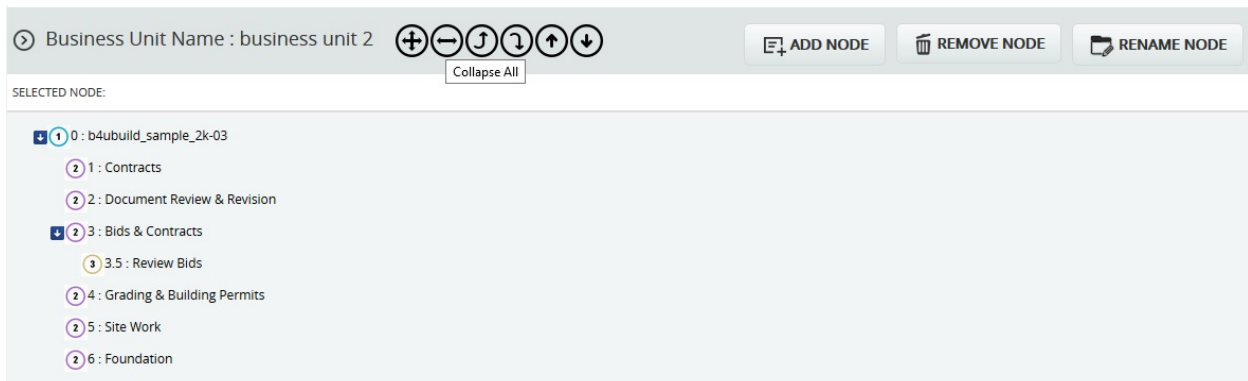 Business Unit Name : business unit 2
ADD NODE
REMOVE NODE
RENAME NODE
Collapse All
SELECTED NODE:
1 0 : b4ubuild_sample_2k-03
2 1 : Contracts
2 2 : Document Review & Revision
2 3 : Bids & Contracts
3 3.5 : Review Bids
2 4 : Grading & Building Permits
2 5 : Site Work
2 6 : Foundation